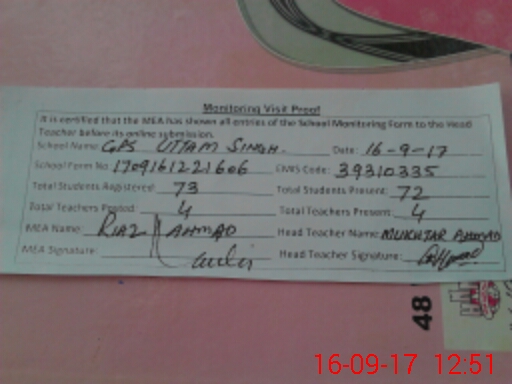 Monitoring Visit Proof
It is certified that the MEA has shown all entries of the School Monitoring Form to the Head
Teacher before its online submission.
School Name: GPS UTTAM SINGH. Date: 16-9-17
School Form No: 1709161221606 EMIS Code: 39310335
Total Students Registered: 73 Total Students Present: 72
Total Teachers Posted: 4 Total Teachers Present: 4
MEA Name: RIAZ AHMAD Head Teacher Name: MUKHTAR AHMAD
MEA Signature: Head Teacher Signature:
48
16-09-17 12:51